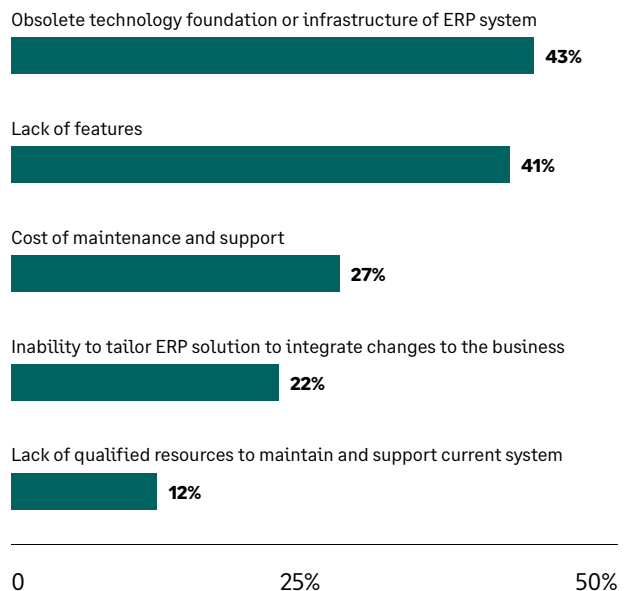 Obsolete technology foundation or infrastructure of ERP system
43%
Lack of features
41%
Cost of maintenance and support
27%
Inability to tailor ERP solution to integrate changes to the business
22%
Lack of qualified resources to maintain and support current system
12%
0 25% 50%